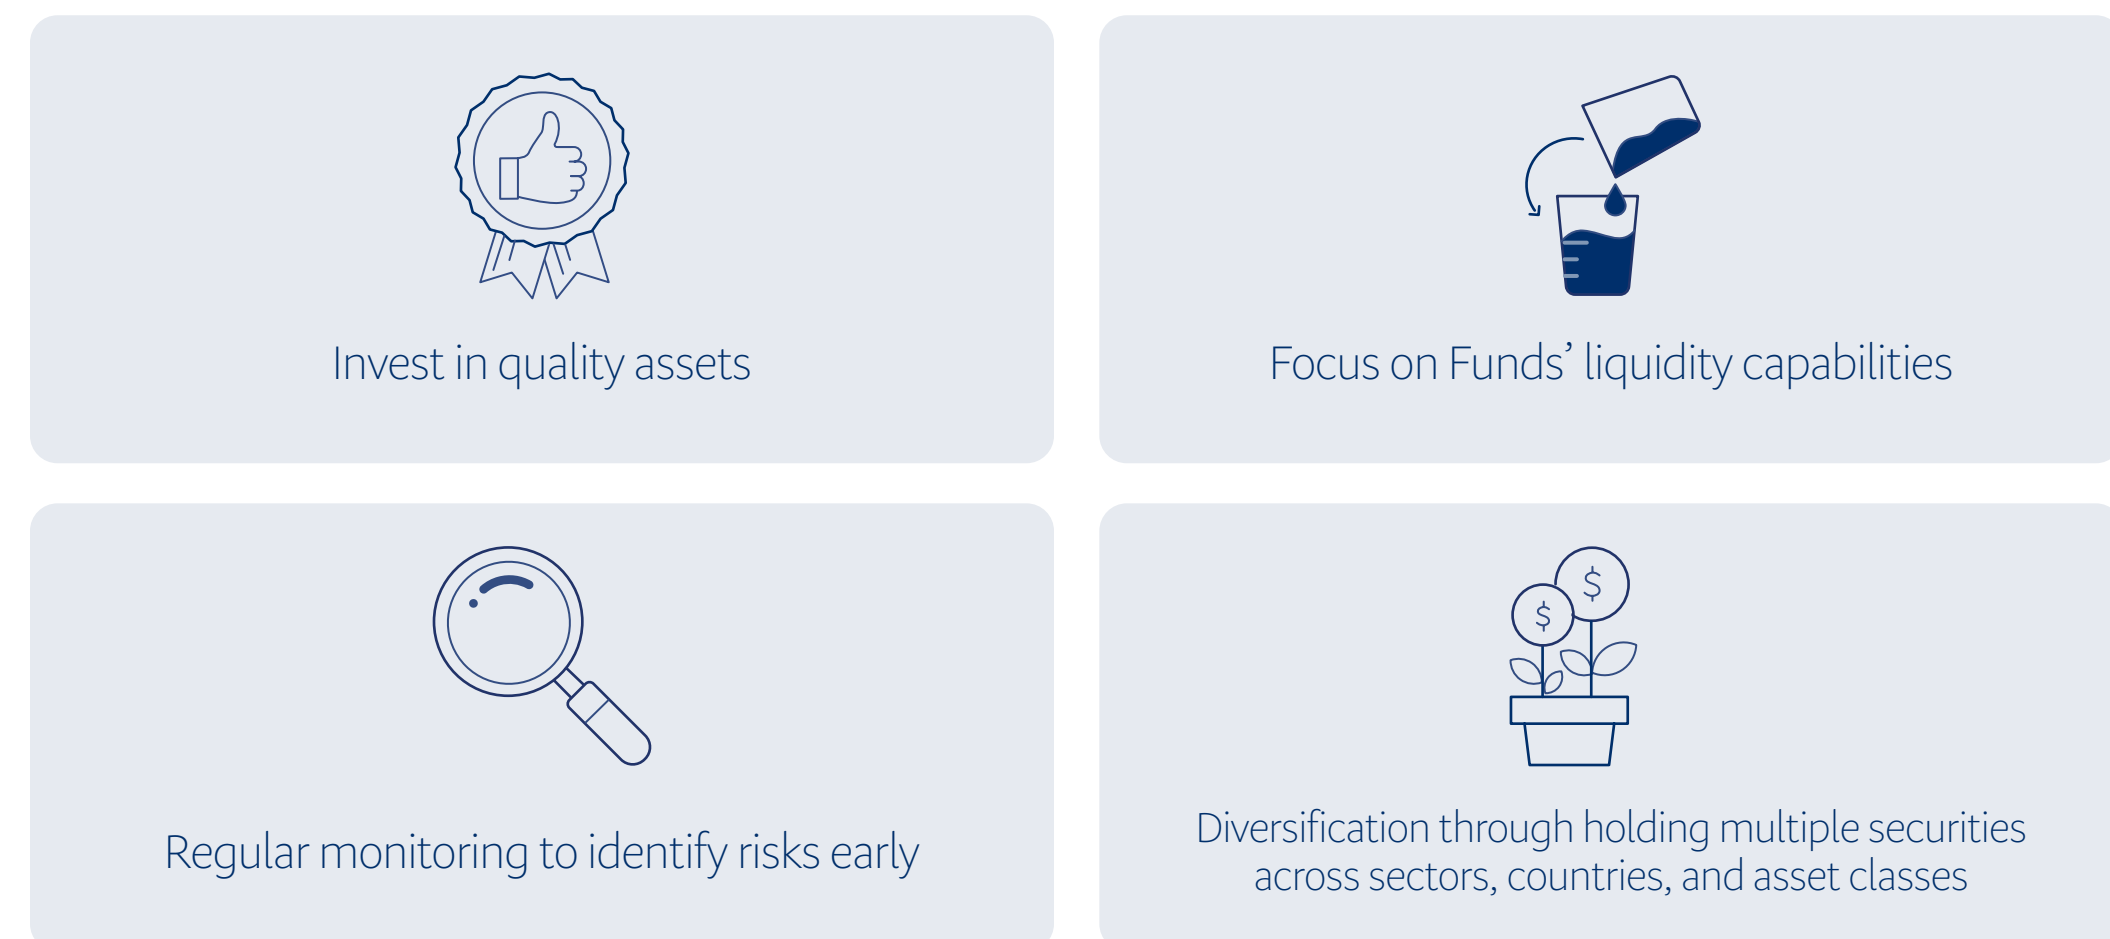 Invest in quality assets
Focus on Funds’ liquidity capabilities
$
$
Regular monitoring to identify risks early
Diversification through holding multiple securities
across sectors, countries, and asset classes